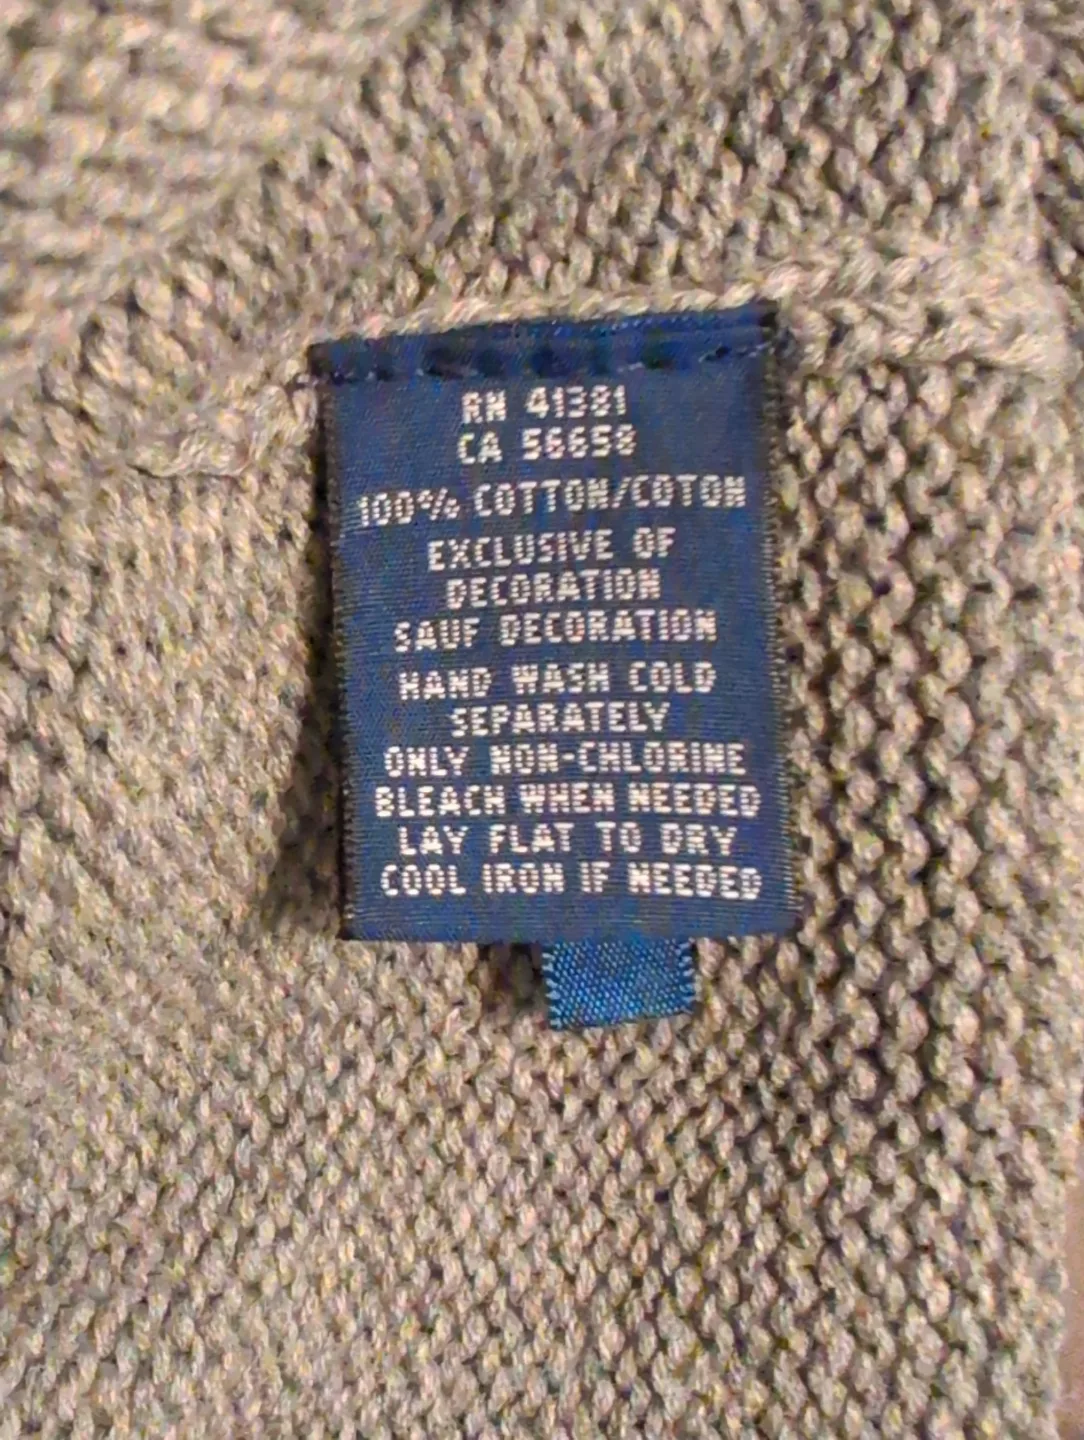 RN 41381
CA 56658
100% COTTON/COTON
EXCLUSIVE OF
DECORATION
SAUF DECORATION
HAND WASH COLD
SEPARATELY
ONLY NON-CHLORINE
BLEACH WHEN NEEDED
LAY FLAT TO DRY
COOL IRON IF NEEDED